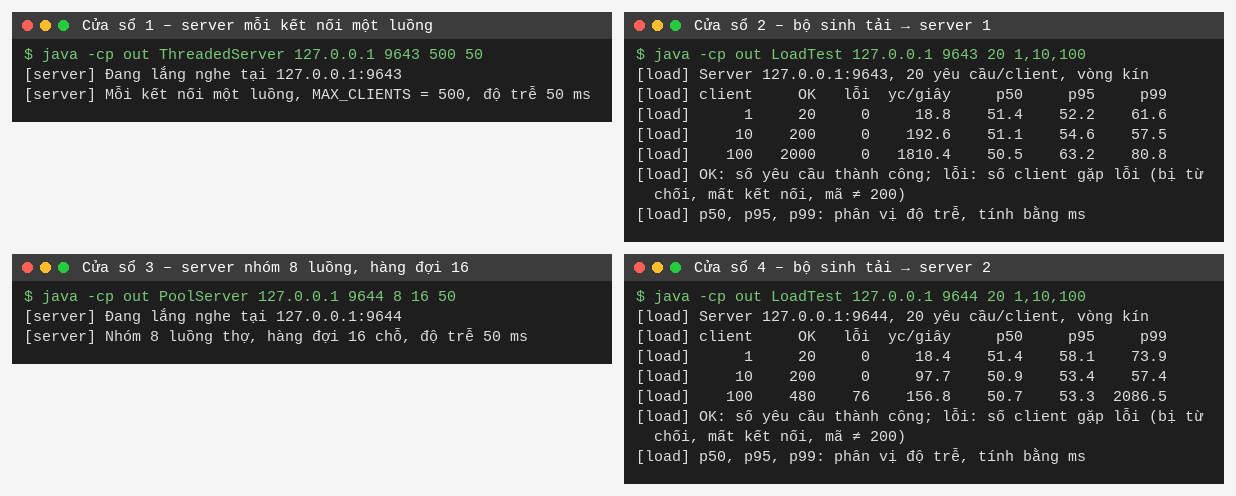 Cửa sổ 1 – server mỗi kết nối một luồng
$ java -cp out ThreadedServer 127.0.0.1 9643 500 50
[server] Đang lắng nghe tại 127.0.0.1:9643
[server] Mỗi kết nối một luồng, MAX_CLIENTS = 500, độ trễ 50 ms
Cửa sổ 2 – bộ sinh tải → server 1
$ java -cp out LoadTest 127.0.0.1 9643 20 1,10,100
[load] Server 127.0.0.1:9643, 20 yêu cầu/client, vòng kín
[load] client     OK   lỗi  yc/giây     p50    p95     p99
[load]      1     20     0     18.8    51.4    52.2    61.6
[load]     10    200     0    192.6    51.1    54.6    57.5
[load]    100   2000     0   1810.4    50.5    63.2    80.8
[load] OK: số yêu cầu thành công; lỗi: số client gặp lỗi (bị từ
chối, mất kết nối, mã ≠ 200)
[load] p50, p95, p99: phân vị độ trễ, tính bằng ms
Cửa sổ 3 – server nhóm 8 luồng, hàng đợi 16
$ java -cp out PoolServer 127.0.0.1 9644 8 16 50
[server] Đang lắng nghe tại 127.0.0.1:9644
[server] Nhóm 8 luồng thợ, hàng đợi 16 chỗ, độ trễ 50 ms
Cửa sổ 4 – bộ sinh tải → server 2
$ java -cp out LoadTest 127.0.0.1 9644 20 1,10,100
[load] Server 127.0.0.1:9644, 20 yêu cầu/client, vòng kín
[load] client     OK   lỗi  yc/giây     p50    p95     p99
[load]      1     20     0     18.4    51.4    58.1    73.9
[load]     10    200     0     97.7    50.9    53.4    57.4
[load]    100    480    76    156.8    50.7    53.3  2086.5
[load] OK: số yêu cầu thành công; lỗi: số client gặp lỗi (bị từ
chối, mất kết nối, mã ≠ 200)
[load] p50, p95, p99: phân vị độ trễ, tính bằng ms